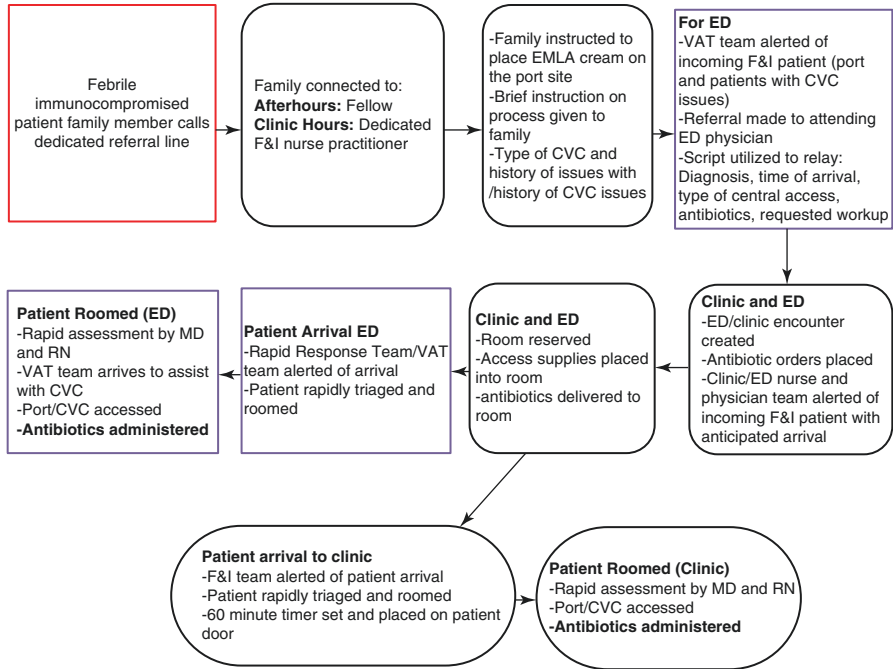 Febrile
immunocompromised
patient family member calls
dedicated referral line
Family connected to:
Afterhours: Fellow
Clinic Hours: Dedicated
F&I nurse practitioner
-Family instructed to
place EMLA cream on
the port site
-Brief instruction on
process given to
family
-Type of CVC and
history of issues with
/history of CVC issues
For ED
-VAT team alerted of
incoming F&I patient (port
and patients with CVC
issues)
-Referral made to attending
ED physician
-Script utilized to relay:
Diagnosis, time of arrival,
type of central access,
antibiotics, requested workup
Clinic and ED
-ED/clinic encounter
created
-Antibiotic orders placed
-Clinic/ED nurse and
physician team alerted of
incoming F&I patient with
anticipated arrival
Clinic and ED
-Room reserved
-Access supplies placed
into room
-antibiotics delivered to
room
Patient Arrival ED
-Rapid Response Team/VAT
team alerted of arrival
-Patient rapidly triaged and
roomed
Patient Roomed (ED)
-Rapid assessment by MD
and RN
-VAT team arrives to assist
with CVC
-Port/CVC accessed
-Antibiotics administered
Patient arrival to clinic
-F&I team alerted of patient arrival
-Patient rapidly triaged and roomed
-60 minute timer set and placed on patient
door
Patient Roomed (Clinic)
-Rapid assessment by MD and RN
-Port/CVC accessed
-Antibiotics administered